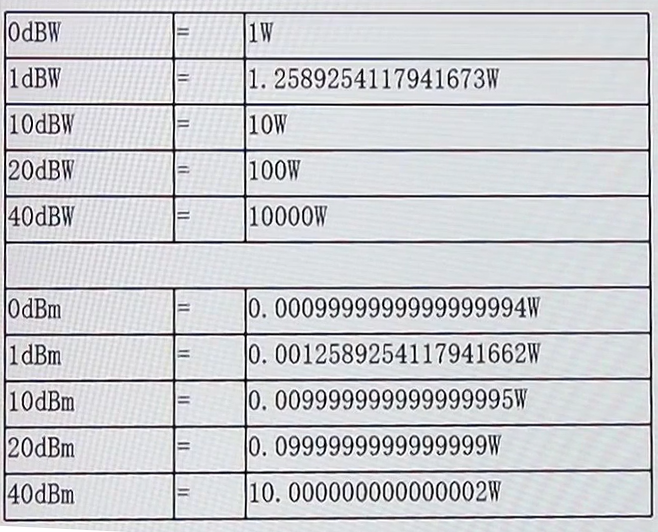 0dBW = 1W
1dBW = 1.2589254117941673W
10dBW = 10W
20dBW = 100W
40dBW = 10000W
0dBm = 0.0009999999999999994W
1dBm = 0.0012589254117941662W
10dBm = 0.009999999999999995W
20dBm = 0.09999999999999999W
40dBm = 10.000000000000002W